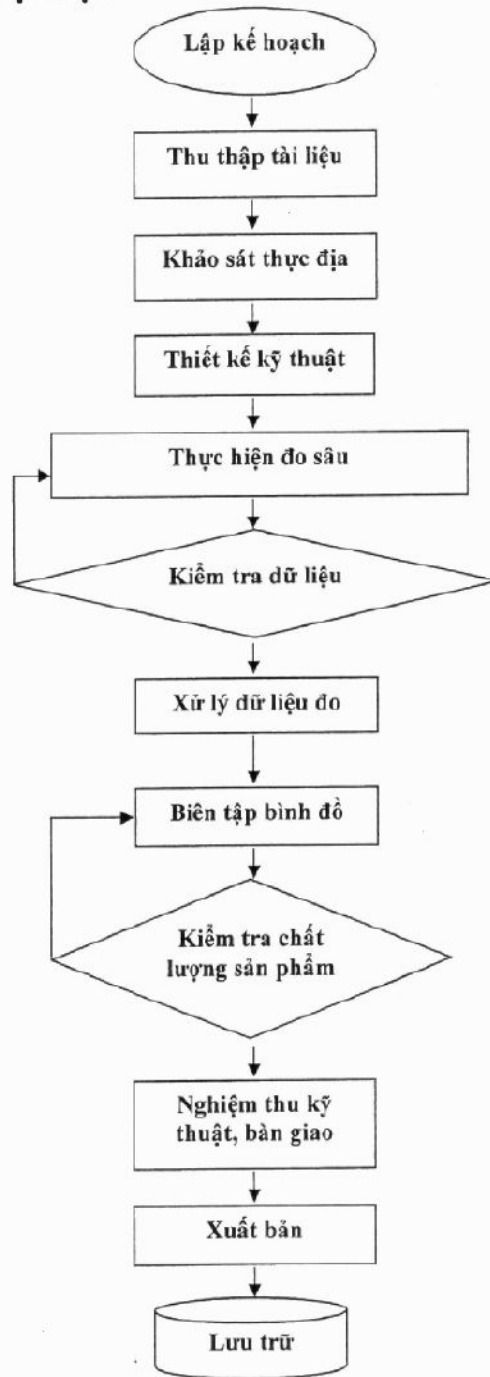 Lập kế hoạch
Thu thập tài liệu
Khảo sát thực địa
Thiết kế kỹ thuật
Thực hiện đo sâu
Kiểm tra dữ liệu
Xử lý dữ liệu đo
Biên tập bình đồ
Kiểm tra chất
lượng sản phẩm
Nghiệm thu kỹ
thuật, bàn giao
Xuất bản
Lưu trữ